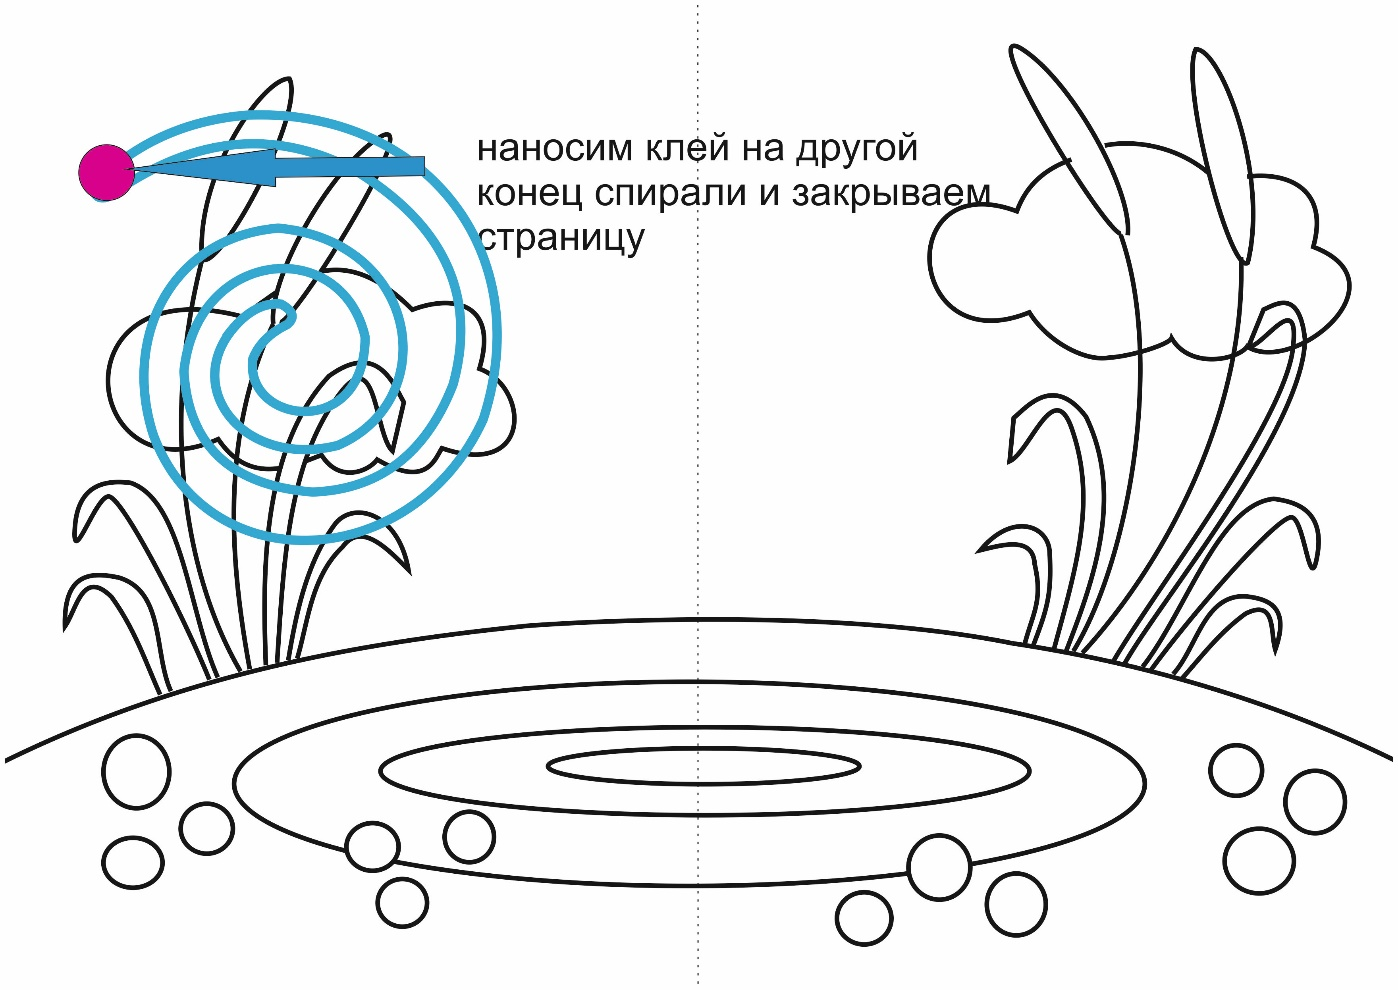 наносим клей на другой
конец спирали и закрываем
страницу